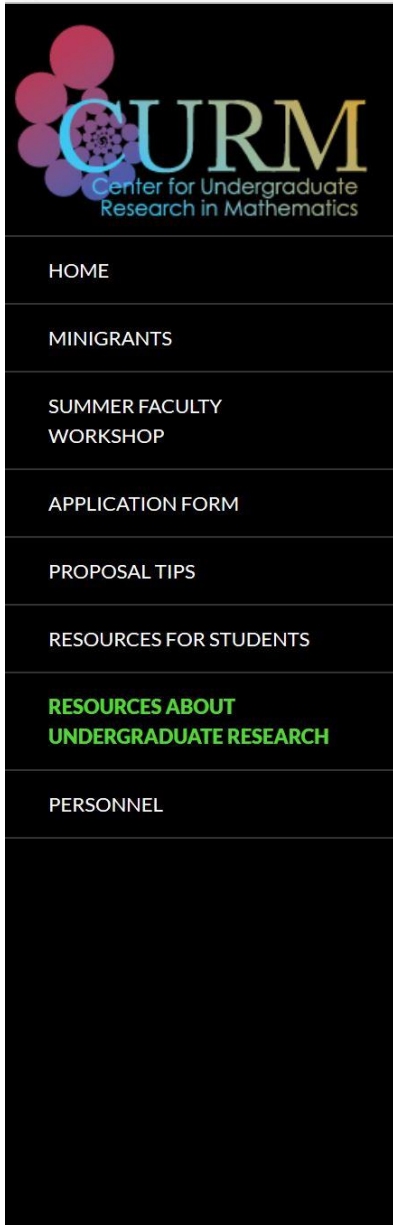 CURM
Center for Undergraduate
Research in Mathematics
HOME
MINIGRANTS
SUMMER FACULTY
WORKSHOP
APPLICATION FORM
PROPOSAL TIPS
RESOURCES FOR STUDENTS
RESOURCES ABOUT
UNDERGRADUATE RESEARCH
PERSONNEL